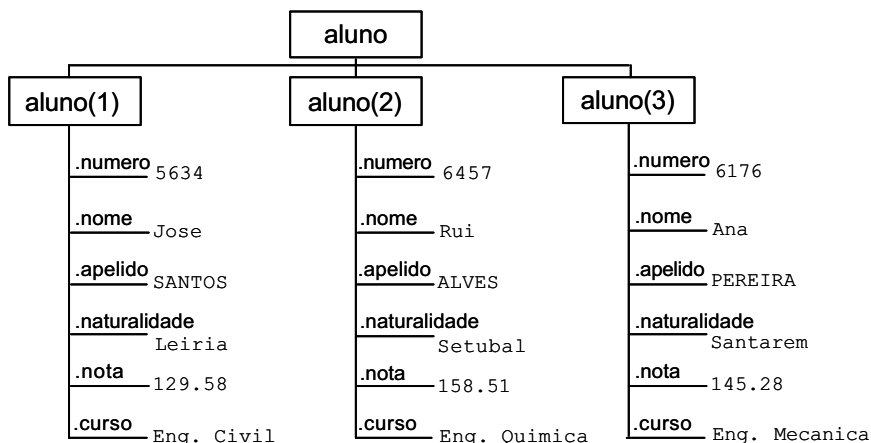 aluno
aluno(1)
aluno(2)
aluno(3)
.numero 5634
.numero 6457
.numero 6176
.nome Jose
.nome Rui
.nome Ana
.apelido SANTOS
.apelido ALVES
.apelido PEREIRA
.naturalidade Leiria
.naturalidade Setubal
.naturalidade Santarem
.nota 129.58
.nota 158.51
.nota 145.28
.curso Eng. Civil
.curso Eng. Quimica
.curso Eng. Mecanica